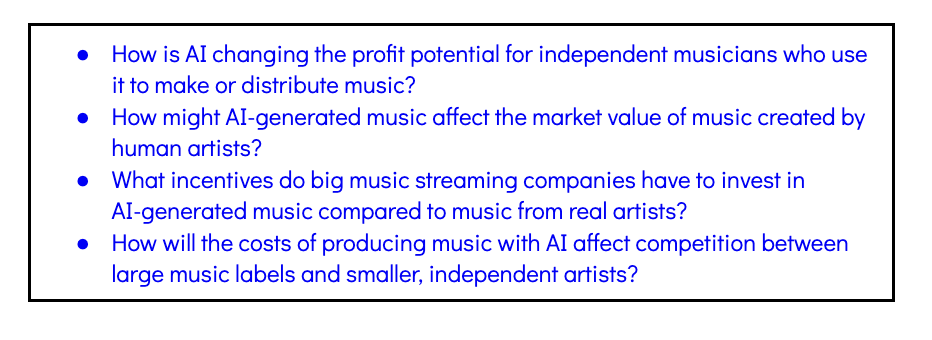 ● How is AI changing the profit potential for independent musicians who use
it to make or distribute music?
● How might AI-generated music affect the market value of music created by
human artists?
● What incentives do big music streaming companies have to invest in
AI-generated music compared to music from real artists?
● How will the costs of producing music with AI affect competition between
large music labels and smaller, independent artists?